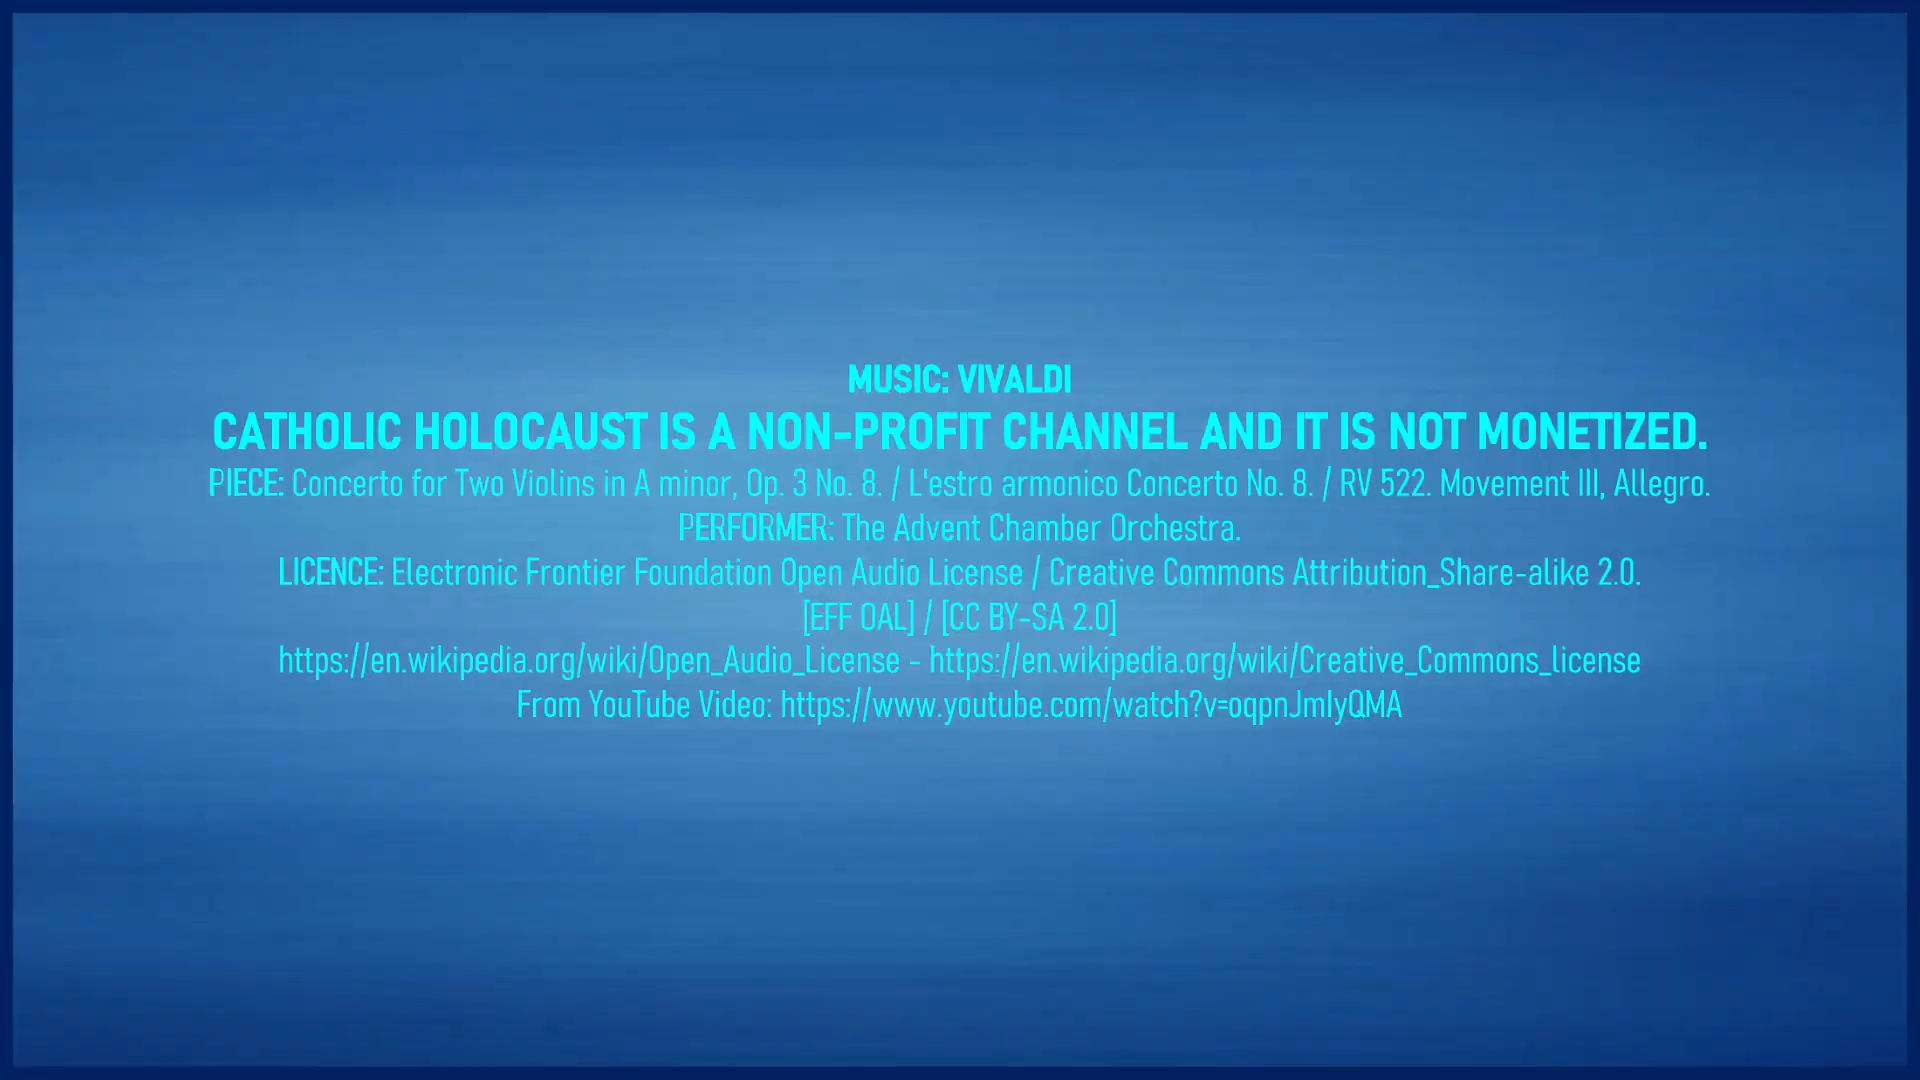 MUSIC: VIVALDI
CATHOLIC HOLOCAUST IS A NON-PROFIT CHANNEL AND IT IS NOT MONETIZED.
PIECE: Concerto for Two Violins in A minor, Op. 3 No. 8. / L'estro armonico Concerto No. 8. / RV 522. Movement III, Allegro.
PERFORMER: The Advent Chamber Orchestra.
LICENCE: Electronic Frontier Foundation Open Audio License / Creative Commons Attribution_Share-alike 2.0.
[EFF OAL] / [CC BY-SA 2.0]
https://en.wikipedia.org/wiki/Open_Audio_License - https://en.wikipedia.org/wiki/Creative_Commons_license
From YouTube Video: https://www.youtube.com/watch?v=oqpnJmIyQMA